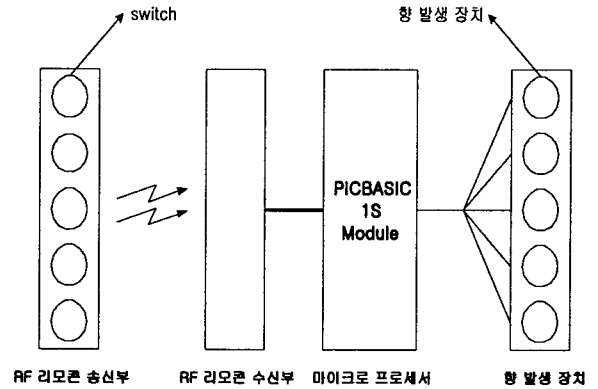 switch
향 발생 장치
PICBASIC
1S
Module
RF 리모콘 송신부
RF 리모콘 수신부
마이크로 프로세서
향 발생 장치